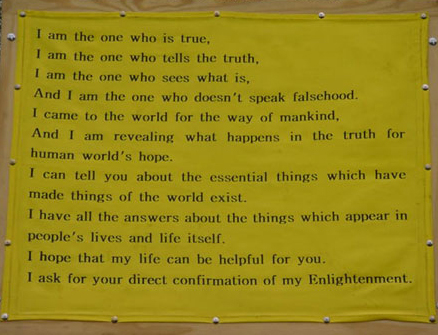 I am the one who is true,
I am the one who tells the truth,
I am the one who sees what is,
And I am the one who doesn't speak falsehood.
I came to the world for the way of mankind,
And I am revealing what happens in the truth for
human world's hope.
I can tell you about the essential things which have
made things of the world exist.
I have all the answers about the things which appear in
people's lives and life itself.
I hope that my life can be helpful for you.
I ask for your direct confirmation of my Enlightenment.